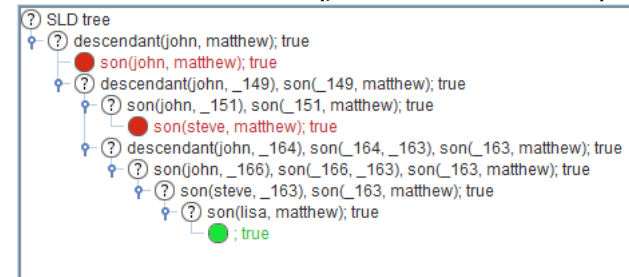 SLD tree
descendant(john, matthew); true
son(john, matthew); true
descendant(john, _149), son(_149, matthew); true
son(john, _151), son(_151, matthew); true
son(steve, matthew); true
descendant(john, _164), son(_164, _163), son(_163, matthew); true
son(john, _166), son(_166, _163), son(_163, matthew); true
son(steve, _163), son(_163, matthew); true
son(lisa, matthew); true
; true